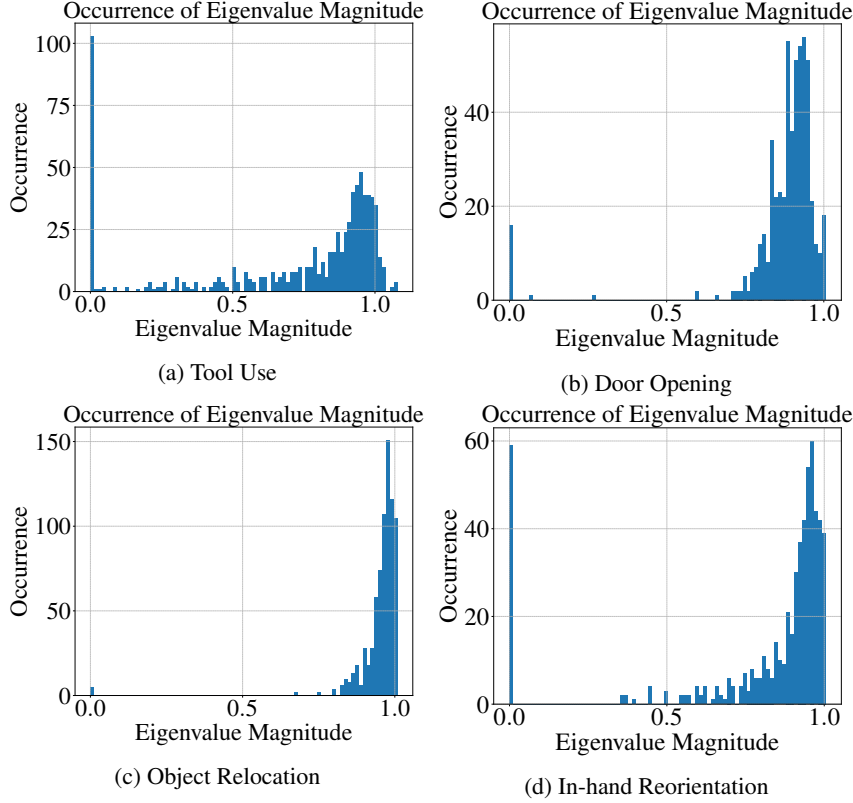 Occurrence of Eigenvalue Magnitude
100
75
50
25
0
Occurrence
0.0 0.5 1.0
Eigenvalue Magnitude
(a) Tool Use
Occurrence of Eigenvalue Magnitude
40
20
0
Occurrence
0.0 0.5 1.0
Eigenvalue Magnitude
(b) Door Opening
Occurrence of Eigenvalue Magnitude
150
100
50
0
Occurrence
0.0 0.5 1.0
Eigenvalue Magnitude
(c) Object Relocation
Occurrence of Eigenvalue Magnitude
60
40
20
0
Occurrence
0.0 0.5 1.0
Eigenvalue Magnitude
(d) In-hand Reorientation